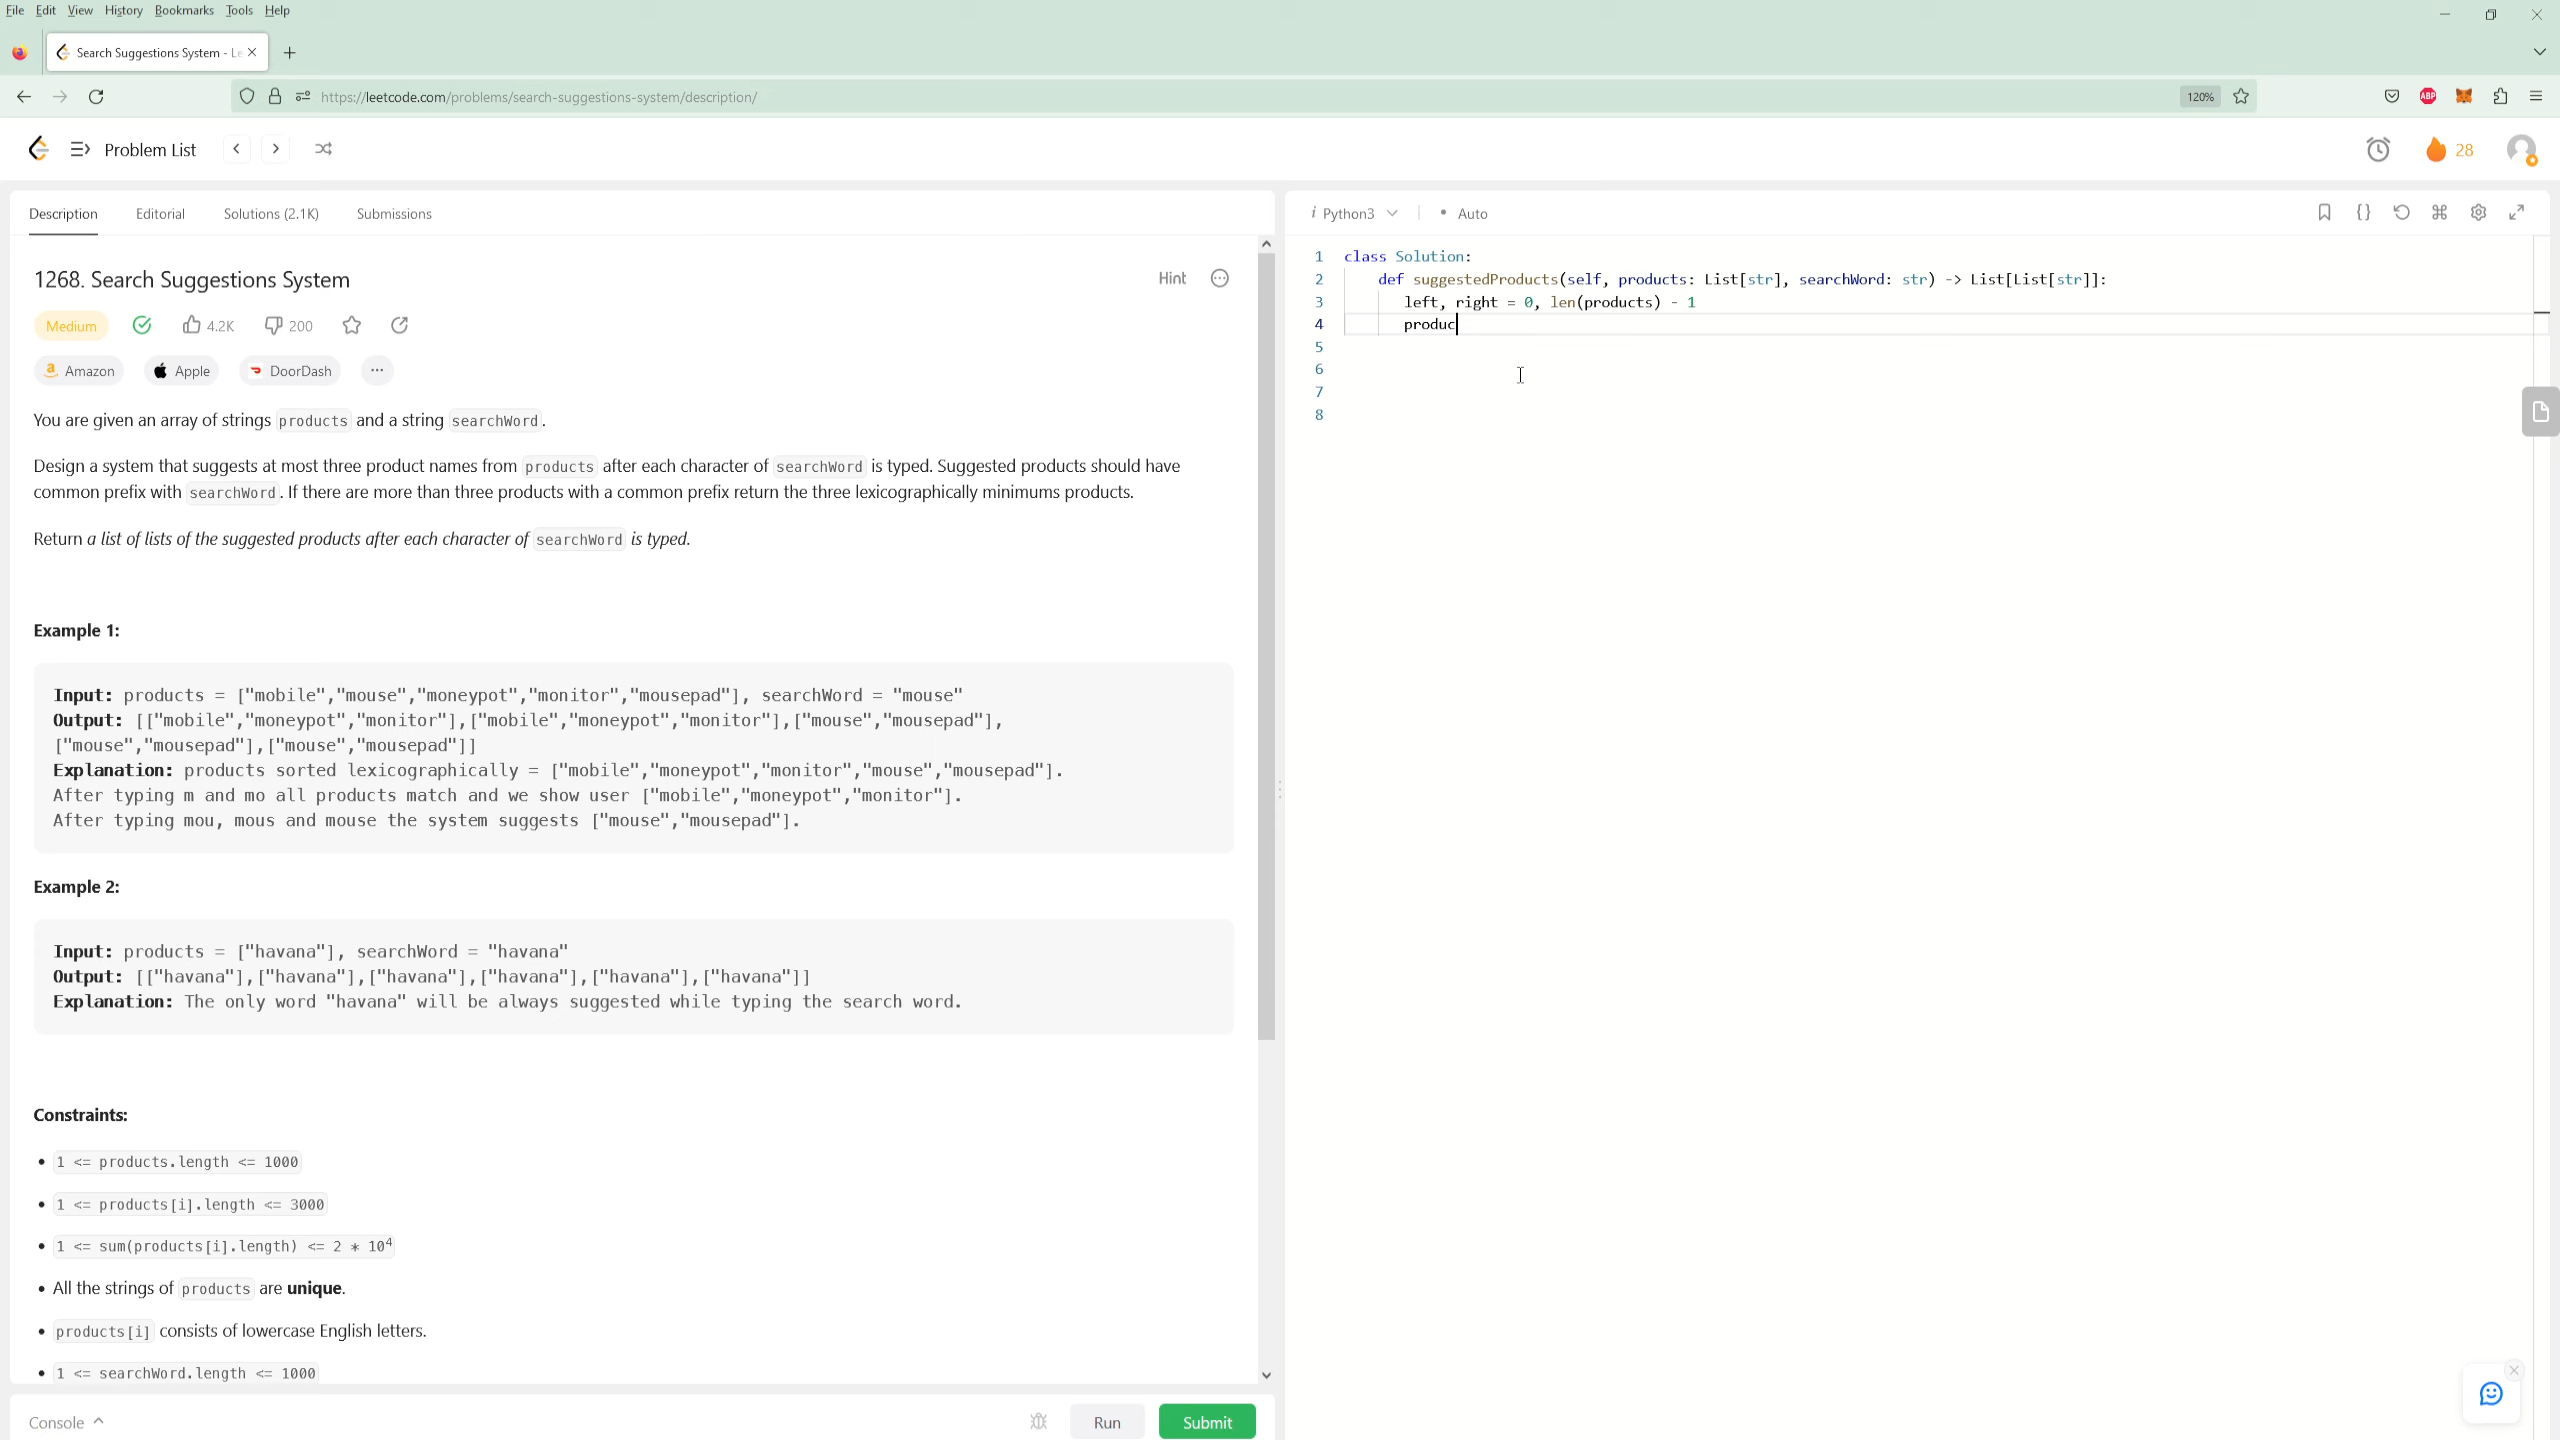 File Edit View History Bookmarks Tools Help
Search Suggestions System - Le
https://leetcode.com/problems/search-suggestions-system/description/
120%
ABP
Problem List
28
Description Editorial Solutions (2.1K) Submissions
1268. Search Suggestions System
Hint
Medium 4.2K 200
Amazon Apple DoorDash ...
You are given an array of strings products and a string searchWord.
Design a system that suggests at most three product names from products after each character of searchWord is typed. Suggested products should have
common prefix with searchWord. If there are more than three products with a common prefix return the three lexicographically minimums products.
Return a list of lists of the suggested products after each character of searchWord is typed.
Example 1:
Input: products = ["mobile","mouse","moneypot","monitor","mousepad"], searchWord = "mouse"
Output: [["mobile","moneypot","monitor"],["mobile","moneypot","monitor"],["mouse","mousepad"],
["mouse","mousepad"],["mouse","mousepad"]]
Explanation: products sorted lexicographically = ["mobile","moneypot","monitor","mouse","mousepad"].
After typing m and mo all products match and we show user ["mobile","moneypot","monitor"].
After typing mou, mous and mouse the system suggests ["mouse","mousepad"].
Example 2:
Input: products = ["havana"], searchWord = "havana"
Output: [["havana"],["havana"],["havana"],["havana"],["havana"],["havana"]]
Explanation: The only word "havana" will be always suggested while typing the search word.
Constraints:
• 1 <= products.length <= 1000
• 1 <= products[i].length <= 3000
• 1 <= sum(products[i].length) <= 2 * 10⁴
• All the strings of products are unique.
• products[i] consists of lowercase English letters.
• 1 <= searchWord.length <= 1000
Console Run Submit
i Python3 • Auto
1 class Solution:
2 def suggestedProducts(self, products: List[str], searchWord: str) -> List[List[str]]:
3 left, right = 0, len(products) - 1
4 produc
5
6
7
8